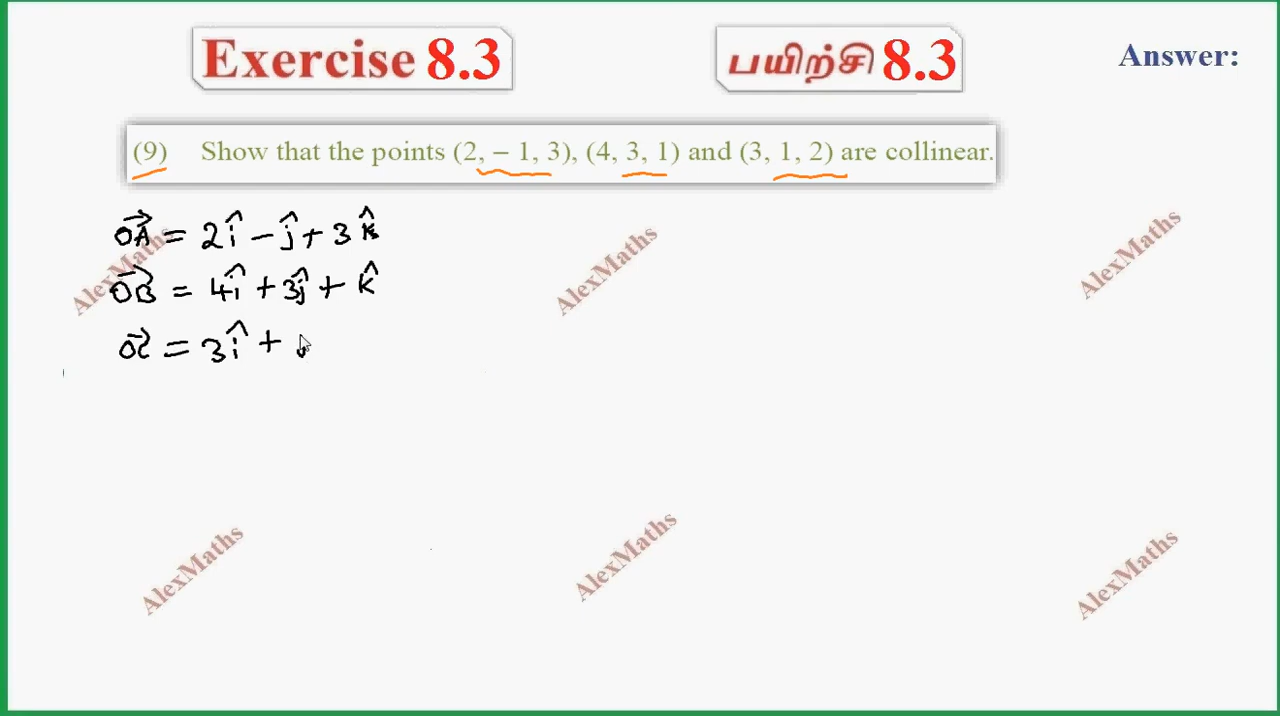 Exercise 8.3
பயிற்சி 8.3
Answer:
(9) Show that the points (2, − 1, 3), (4, 3, 1) and (3, 1, 2) are collinear.
OA⃗ = 2î − ĵ + 3k̂
OB⃗ = 4î + 3ĵ + k̂
OC⃗ = 3î +
AlexMaths
AlexMaths
AlexMaths
AlexMaths
AlexMaths
AlexMaths